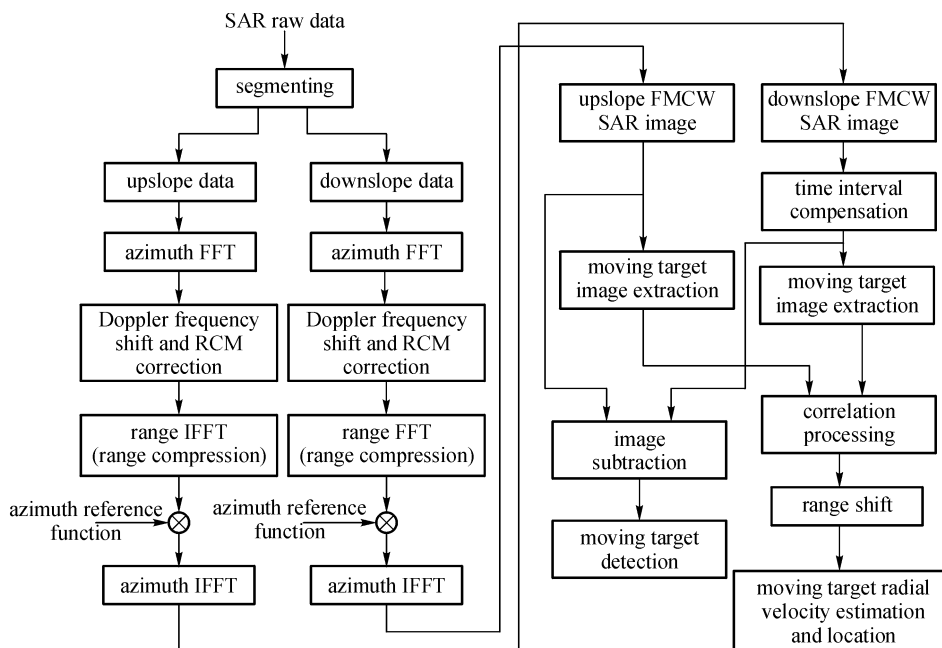 SAR raw data
segmenting
upslope data
azimuth FFT
Doppler frequency
shift and RCM
correction
range IFFT
(range compression)
azimuth reference
function
azimuth IFFT
downslope data
azimuth FFT
Doppler frequency
shift and RCM
correction
range FFT
(range compression)
azimuth reference
function
azimuth IFFT
upslope FMCW
SAR image
moving target
image extraction
image
subtraction
moving target
detection
downslope FMCW
SAR image
time interval
compensation
moving target
image extraction
correlation
processing
range shift
moving target radial
velocity estimation
and location